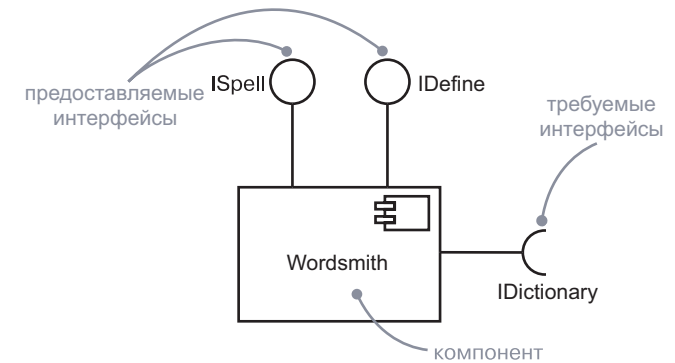 ISpell
IDefine
предоставляемые
интерфейсы
требуемые
интерфейсы
Wordsmith
IDictionary
компонент